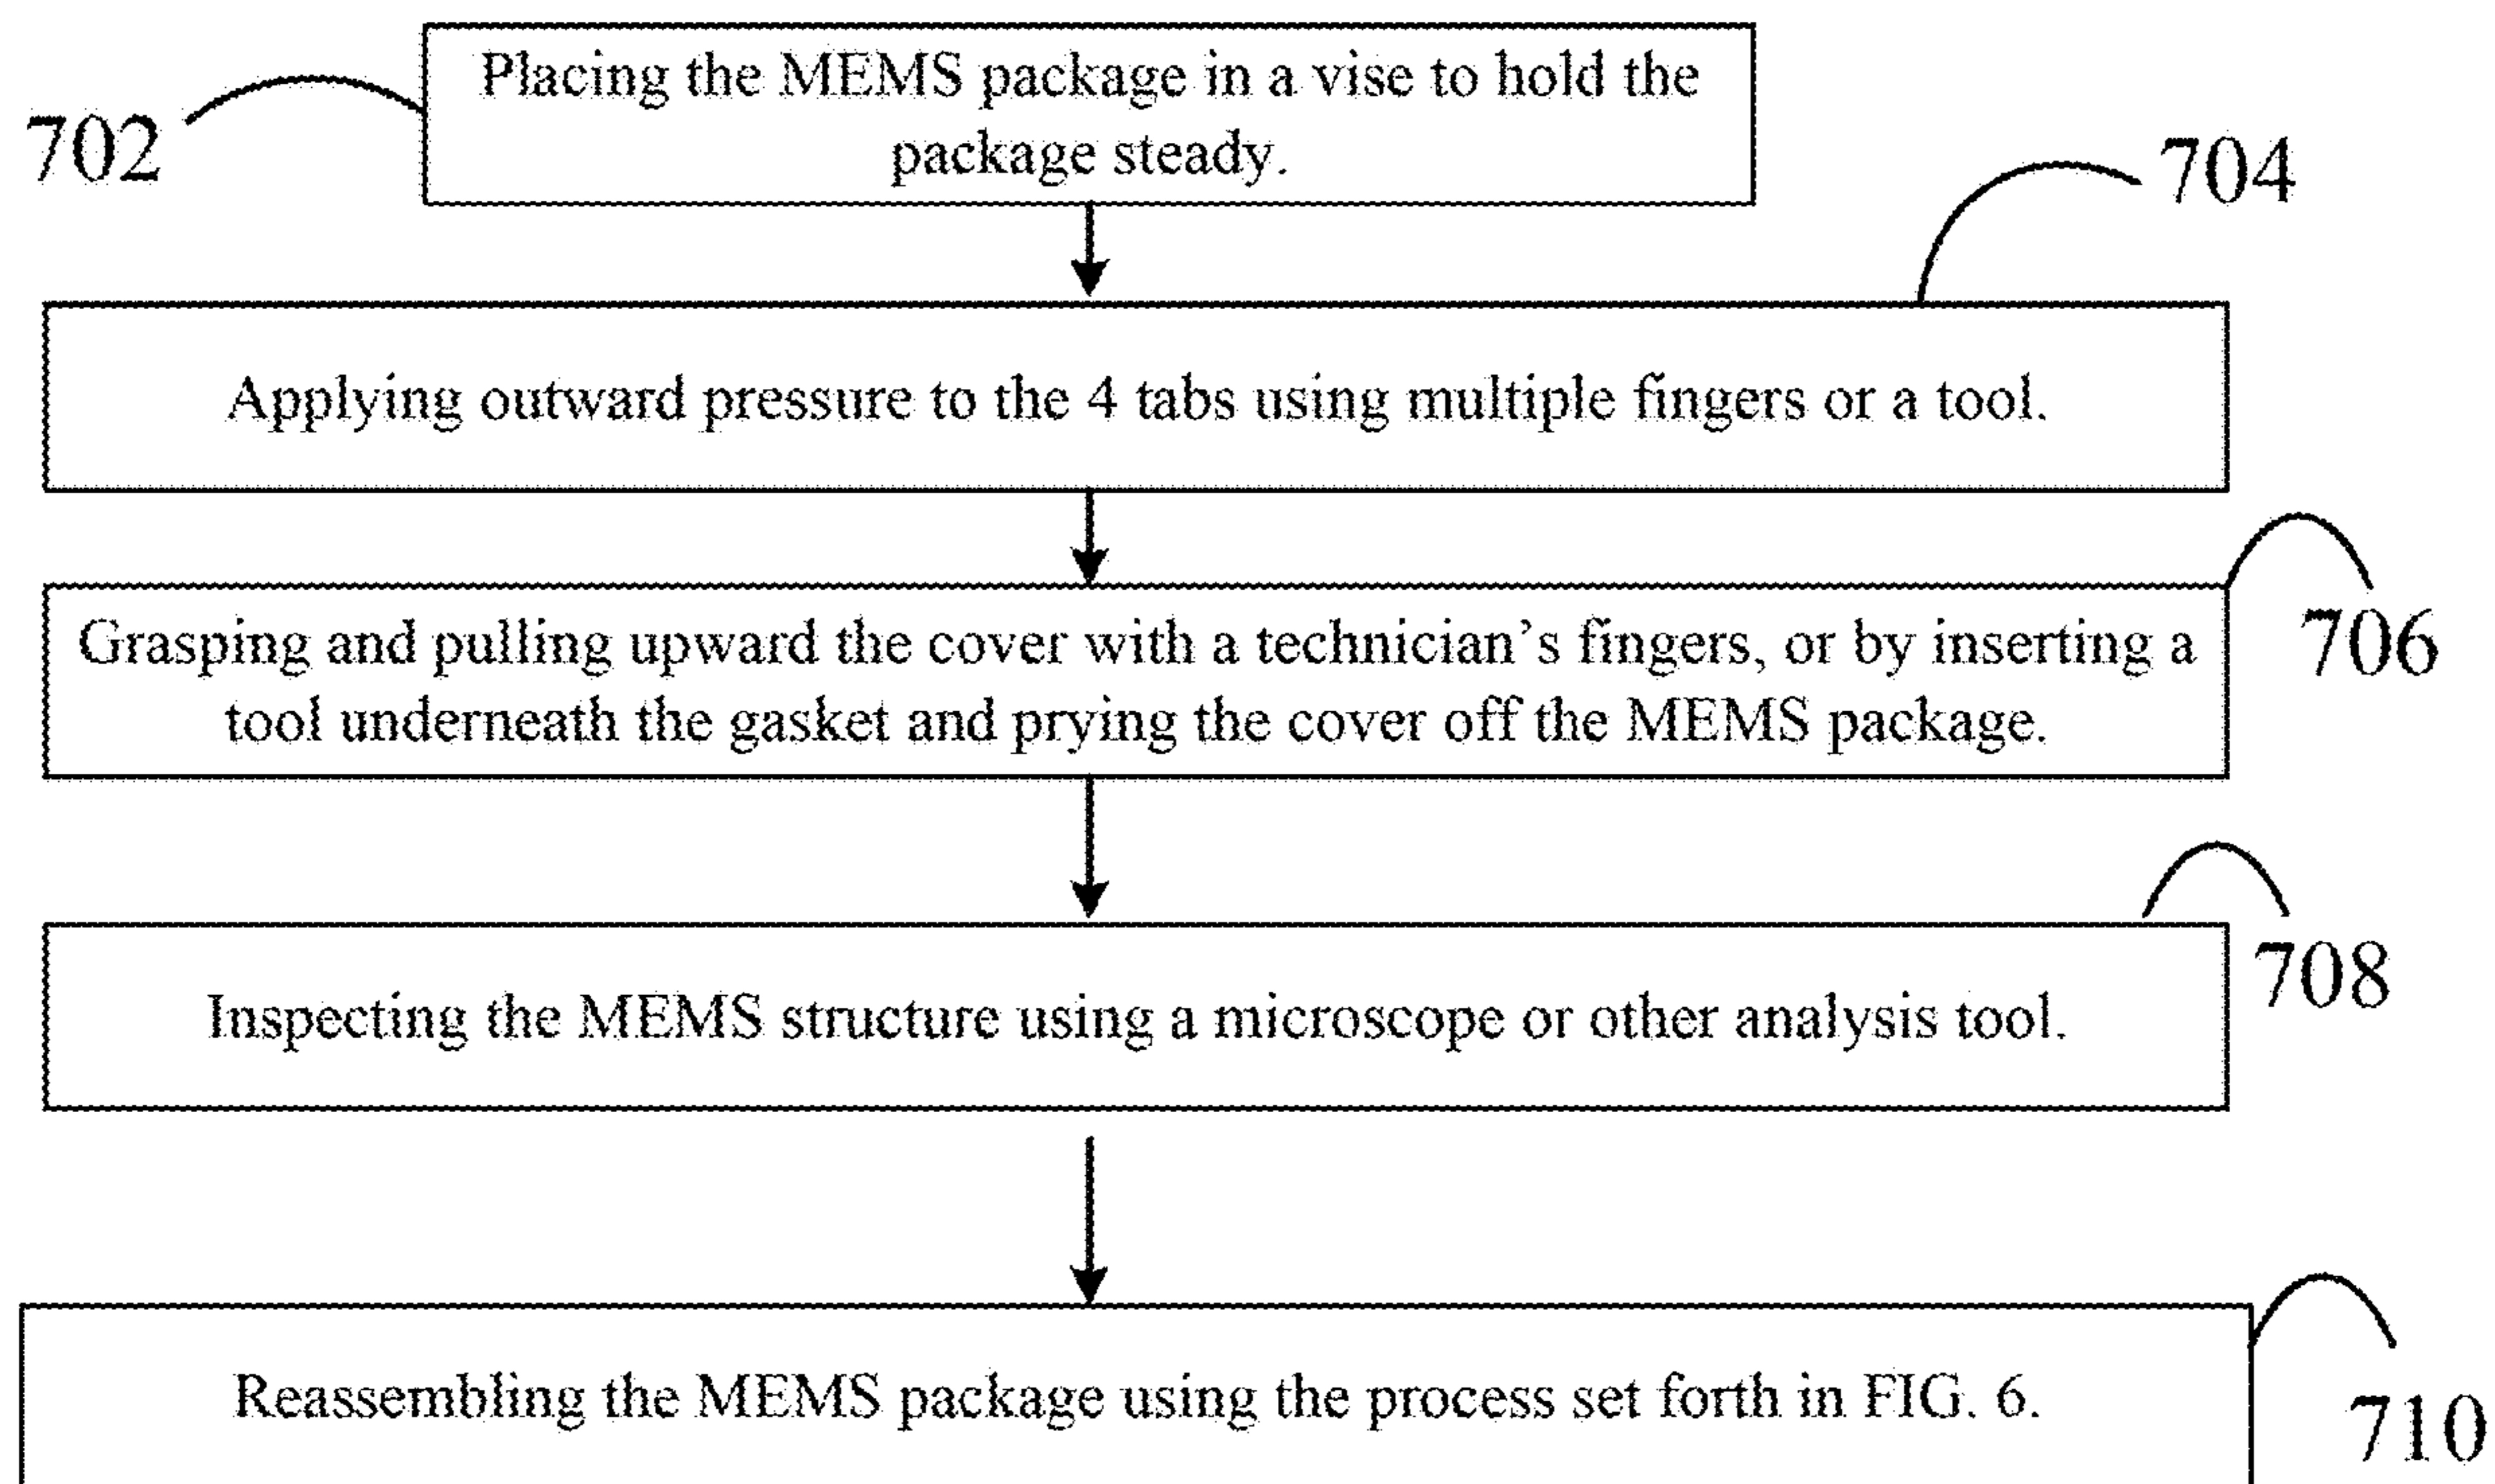 Placing the MEMS package in a vise to hold the
package steady.
702
704
Applying outward pressure to the 4 tabs using multiple fingers or a tool.
Grasping and pulling upward the cover with a technician’s fingers, or by inserting a
tool underneath the gasket and prying the cover off the MEMS package.
706
Inspecting the MEMS structure using a microscope or other analysis tool.
708
Reassembling the MEMS package using the process set forth in FIG. 6.
710